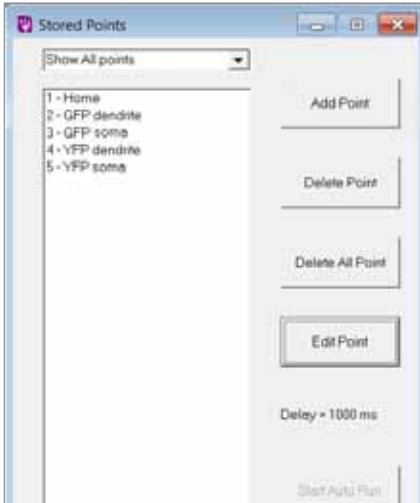 Stored Points
Show All points
1 - Home
2 - GFP dendrite
3 - GFP soma
4 - YFP dendrite
5 - YFP soma
Add Point
Delete Point
Delete All Point
Edit Point
Delay = 1000 ms
Start Auto Run